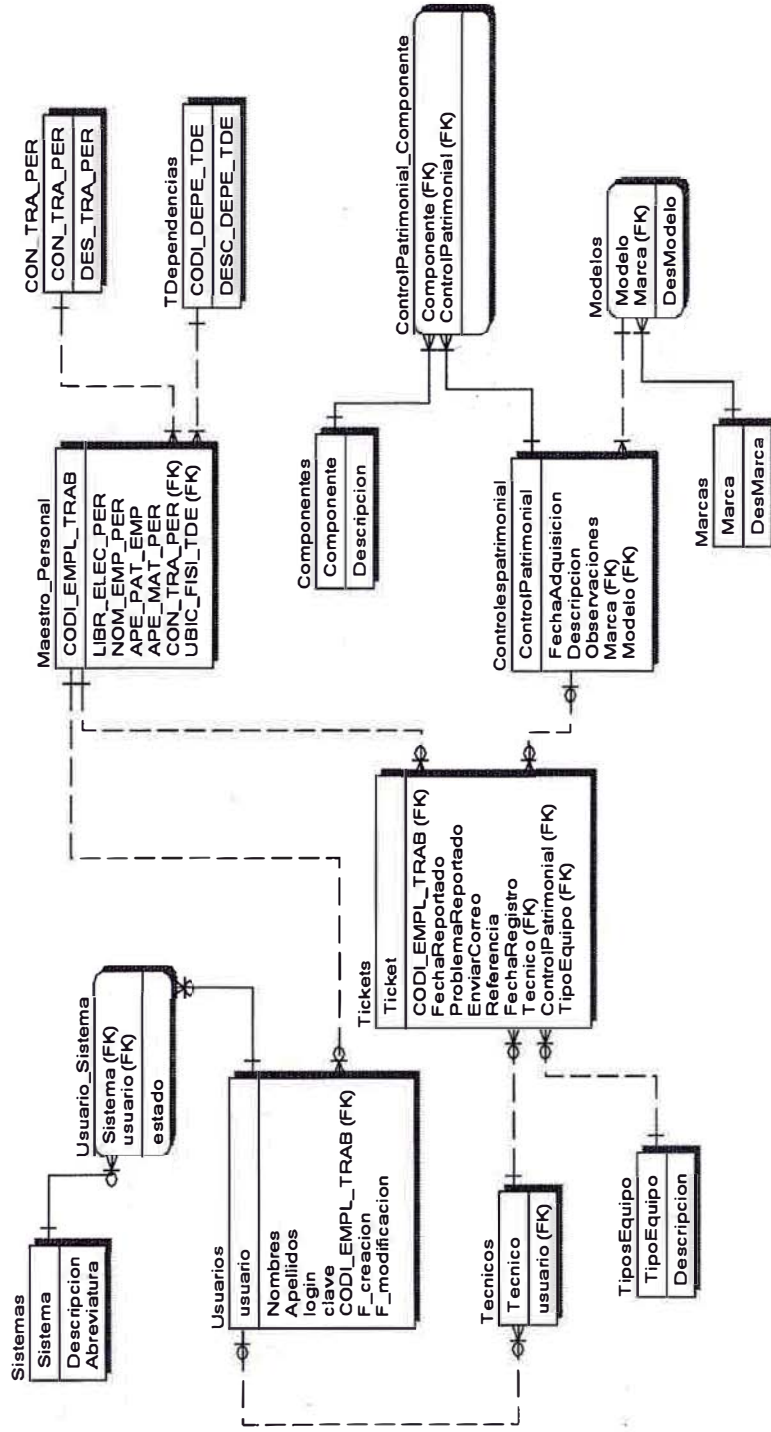 Sistemas
Sistema
Descripcion
Abreviatura
Usuario_Sistema
Sistema (FK)
usuario (FK)
estado
Usuarios
usuario
Nombres
Apellidos
login
clave
CODI_EMPL_TRAB (FK)
F_creacion
F_modificacion
Tecnicos
Tecnico
usuario (FK)
TiposEquipo
TipoEquipo
Descripcion
Tickets
Ticket
CODI_EMPL_TRAB (FK)
FechaReportado
ProblemaReportado
EnviarCorreo
Referencia
FechaRegistro
Tecnico (FK)
ControlPatrimonial (FK)
TipoEquipo (FK)
Maestro_Personal
CODI_EMPL_TRAB
LIBR_ELEC_PER
NOM_EMP_PER
APE_PAT_EMP
APE_MAT_PER
CON_TRA_PER (FK)
UBIC_FISI_TDE (FK)
CON_TRA_PER
CON_TRA_PER
DES_TRA_PER
TDependencias
CODI_DEPE_TDE
DESC_DEPE_TDE
Componentes
Componente
Descripcion
Controlespatrimonial
ControlPatrimonial
FechaAdquisicion
Descripcion
Observaciones
Marca (FK)
Modelo (FK)
Marcas
Marca
DesMarca
ControlPatrimonial_Componente
Componente (FK)
ControlPatrimonial (FK)
Modelos
Modelo
Marca (FK)
DesModelo